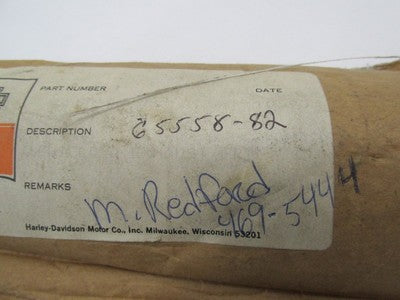 PART NUMBER DATE
DESCRIPTION 65558-82
REMARKS M. Redford
469-5444
Harley-Davidson Motor Co., Inc. Milwaukee, Wisconsin 53201